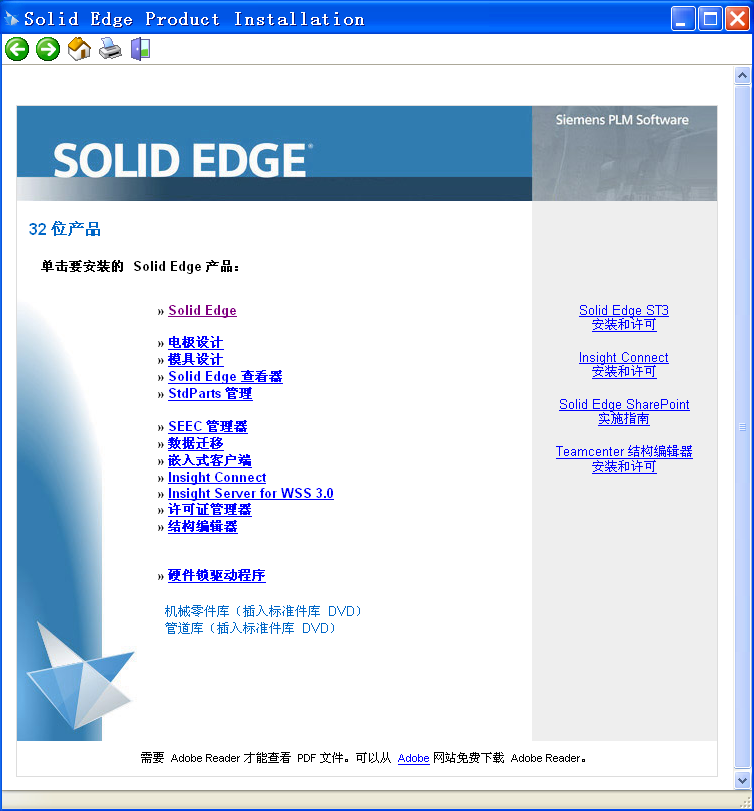 Solid Edge Product Installation
SOLID EDGE®
Siemens PLM Software
32 位产品
单击要安装的 Solid Edge 产品：
» Solid Edge
» 电极设计
» 模具设计
» Solid Edge 查看器
» StdParts 管理
» SEEC 管理器
» 数据迁移
» 嵌入式客户端
» Insight Connect
» Insight Server for WSS 3.0
» 许可证管理器
» 结构编辑器
» 硬件锁驱动程序
机械零件库（插入标准件库 DVD）
管道库（插入标准件库 DVD）
Solid Edge ST3
安装和许可
Insight Connect
安装和许可
Solid Edge SharePoint
实施指南
Teamcenter 结构编辑器
安装和许可
需要 Adobe Reader 才能查看 PDF 文件。可以从 Adobe 网站免费下载 Adobe Reader。